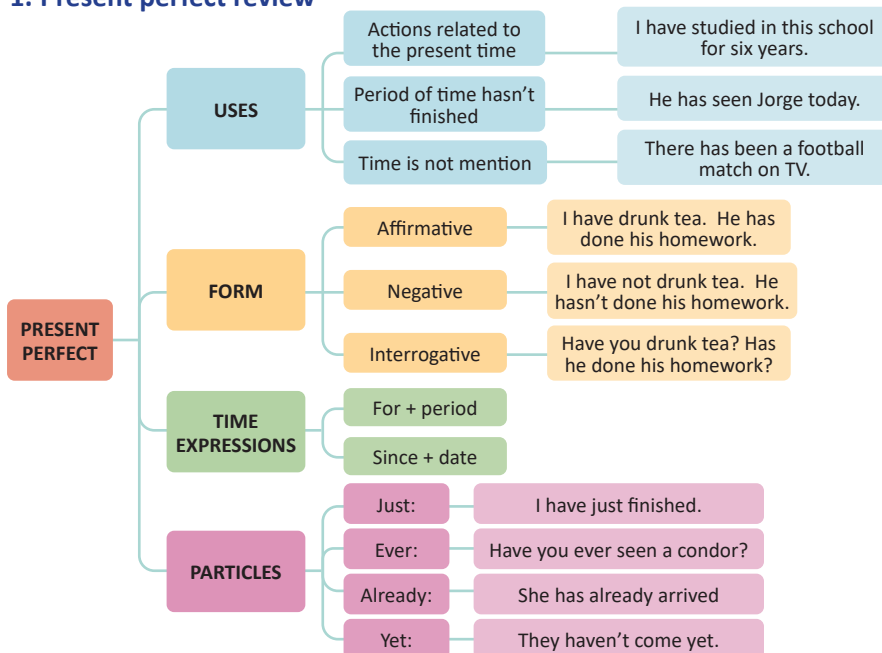 1. Present perfect review
PRESENT
PERFECT
USES
Actions related to
the present time
I have studied in this school
for six years.
Period of time hasn't
finished
He has seen Jorge today.
Time is not mention
There has been a football
match on TV.
FORM
Affirmative
I have drunk tea.  He has
done his homework.
Negative
I have not drunk tea.  He
hasn't done his homework.
Interrogative
Have you drunk tea? Has
he done his homework?
TIME
EXPRESSIONS
For + period
Since + date
PARTICLES
Just:
I have just finished.
Ever:
Have you ever seen a condor?
Already:
She has already arrived
Yet:
They haven't come yet.